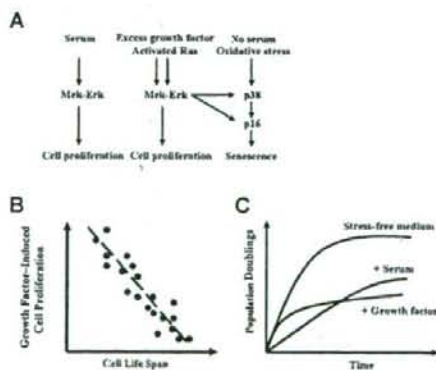 A
Serum
Excess growth factor
Activated Ras
No serum
Oxidative stress
Mek-Erk
Mek-Erk
p38
p16
Cell proliferation
Cell proliferation
Senescence
B
Growth Factor–Induced
Cell Proliferation
Cell Life Span
C
Population Doublings
Stress-free medium
+ Serum
+ Growth factor
Time